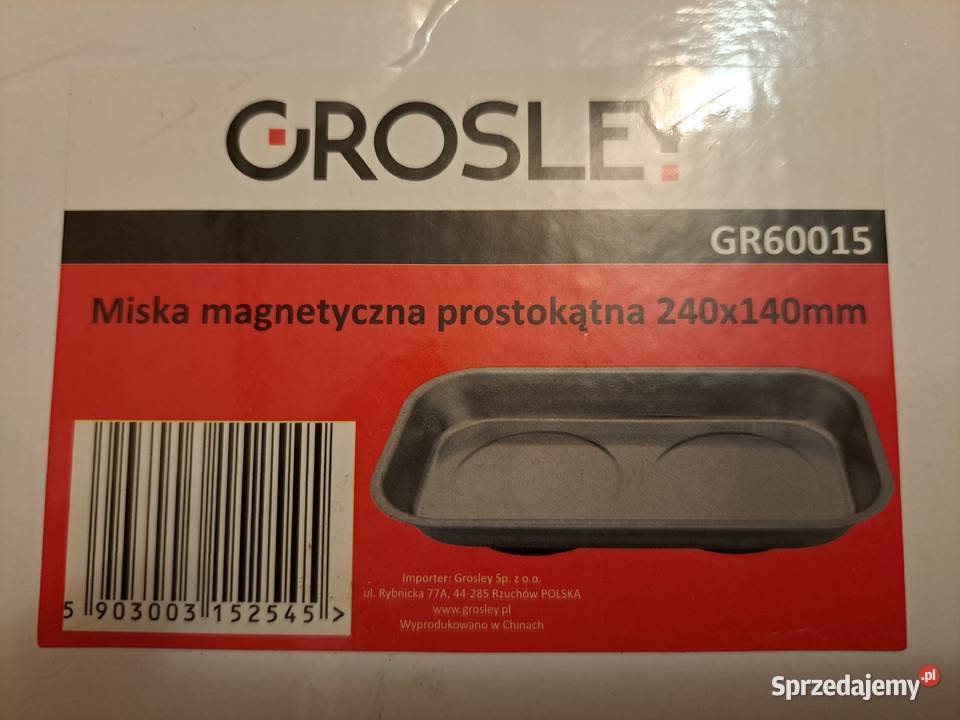 GROSLEY
GR60015
Miska magnetyczna prostokątna 240x140mm
5 903003 152545 >
Importer: Grosley Sp. z o.o.
ul. Rybnicka 77A, 44-285 Rzuchów POLSKA
www.grosley.pl
Wyprodukowano w Chinach
Sprzedajemy.pl